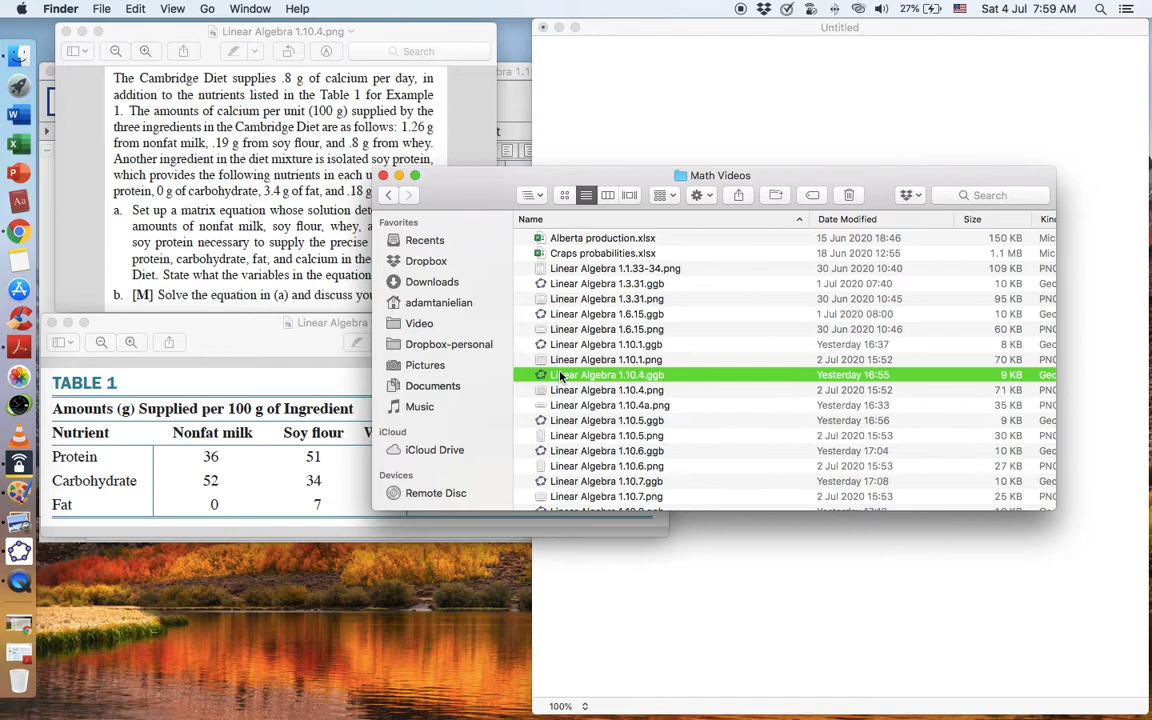 Finder File Edit View Go Window Help
27% Sat 4 Jul 7:59 AM
Linear Algebra 1.10.4.png
Search
The Cambridge Diet supplies .8 g of calcium per day, in
addition to the nutrients listed in the Table 1 for Example
1. The amounts of calcium per unit (100 g) supplied by the
three ingredients in the Cambridge Diet are as follows: 1.26 g
from nonfat milk, .19 g from soy flour, and .8 g from whey.
Another ingredient in the diet mixture is isolated soy protein,
which provides the following nutrients in each
protein, 0 g of carbohydrate, 3.4 g of fat, and .18 g
a. Set up a matrix equation whose solution
amounts of nonfat milk, soy flour, whey,
soy protein necessary to supply the precise
protein, carbohydrate, fat, and calcium in the
Diet. State what the variables in the equation
b. [M] Solve the equation in (a) and discuss
Untitled
100%
Linear Algebra
TABLE 1
Amounts (g) Supplied per 100 g of Ingredient
Nutrient Nonfat milk Soy flour
Protein 36 51
Carbohydrate 52 34
Fat 0 7
Math Videos
Search
Favorites
Recents
Dropbox
Downloads
adamtanielian
Video
Dropbox-personal
Pictures
Documents
Music
iCloud
iCloud Drive
Devices
Remote Disc
Name Date Modified Size
Alberta production.xlsx 15 Jun 2020 18:46 150 KB Mic
Craps probabilities.xlsx 18 Jun 2020 12:55 1.1 MB Mic
Linear Algebra 1.1.33-34.png 30 Jun 2020 10:40 109 KB PNG
Linear Algebra 1.3.31.ggb 1 Jul 2020 07:40 10 KB Geo
Linear Algebra 1.3.31.png 30 Jun 2020 10:45 95 KB PNG
Linear Algebra 1.6.15.ggb 1 Jul 2020 08:00 10 KB Geo
Linear Algebra 1.6.15.png 30 Jun 2020 10:46 60 KB PNG
Linear Algebra 1.10.1.ggb Yesterday 16:37 8 KB Geo
Linear Algebra 1.10.1.png 2 Jul 2020 15:52 70 KB PNG
Linear Algebra 1.10.4.ggb Yesterday 16:55 9 KB Geo
Linear Algebra 1.10.4.png 2 Jul 2020 15:52 71 KB PNG
Linear Algebra 1.10.4a.png Yesterday 16:33 35 KB PNG
Linear Algebra 1.10.5.ggb Yesterday 16:56 9 KB Geo
Linear Algebra 1.10.5.png 2 Jul 2020 15:53 30 KB PNG
Linear Algebra 1.10.6.ggb Yesterday 17:04 10 KB Geo
Linear Algebra 1.10.6.png 2 Jul 2020 15:53 27 KB PNG
Linear Algebra 1.10.7.ggb Yesterday 17:08 10 KB Geo
Linear Algebra 1.10.7.png 2 Jul 2020 15:53 25 KB PNG